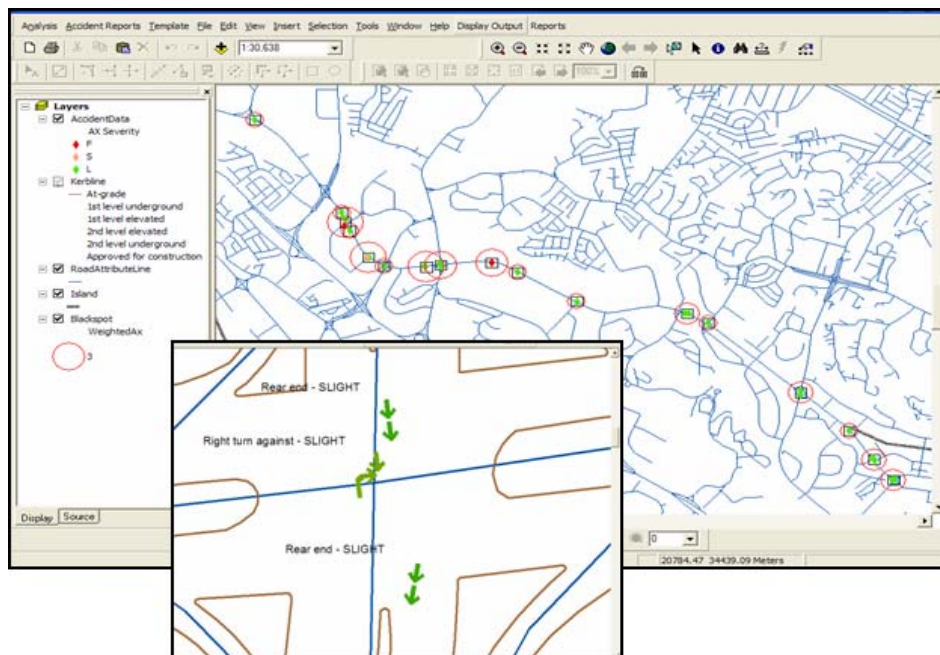 Analysis Accident Reports Template File Edit View Insert Selection Tools Window Help Display Output Reports
1:30,638
100%
Layers
AccidentData
AX Severity
F
S
L
Kerbline
At-grade
1st level underground
1st level elevated
2nd level elevated
2nd level underground
Approved for construction
RoadAttributeLine
Island
Blackspot
WeightedAx
3
Display Source
0
20784.47 34439.09 Meters
Rear end - SLIGHT
Right turn against - SLIGHT
Rear end - SLIGHT